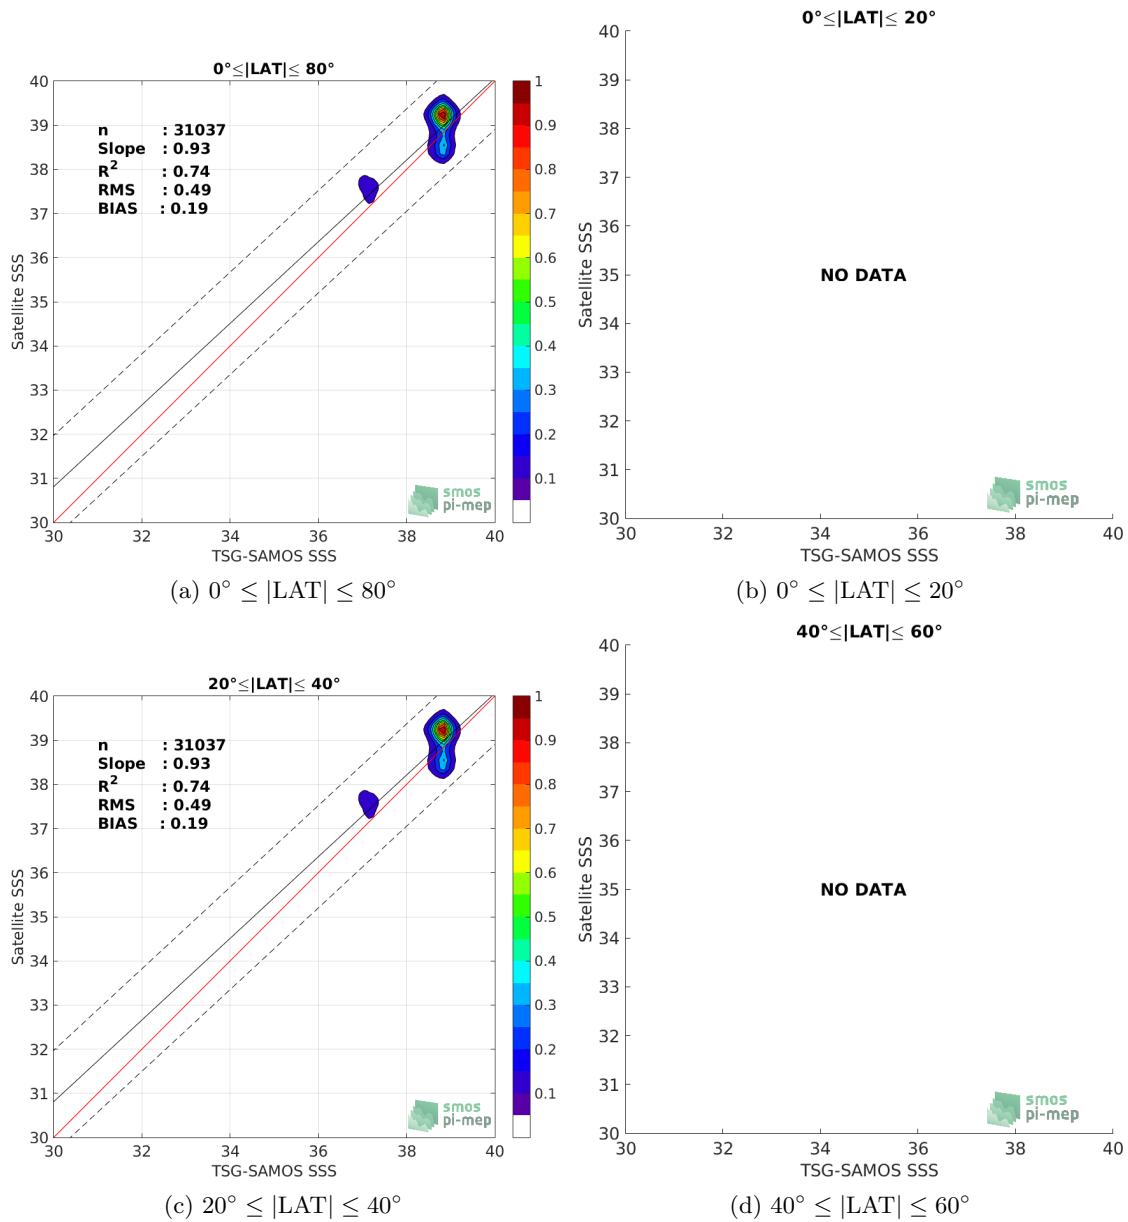 0°≤|LAT|≤ 80°
40
39
38
37
36
35
34
33
32
31
30
Satellite SSS
n : 31037
Slope : 0.93
R² : 0.74
RMS : 0.49
BIAS : 0.19
1
0.9
0.8
0.7
0.6
0.5
0.4
0.3
0.2
0.1
smos
pi-mep
30 32 34 36 38 40
TSG-SAMOS SSS
(a) 0° ≤ |LAT| ≤ 80°
0°≤|LAT|≤ 20°
40
39
38
37
36
35
34
33
32
31
30
Satellite SSS
NO DATA
smos
pi-mep
30 32 34 36 38 40
TSG-SAMOS SSS
(b) 0° ≤ |LAT| ≤ 20°
20°≤|LAT|≤ 40°
40
39
38
37
36
35
34
33
32
31
30
Satellite SSS
n : 31037
Slope : 0.93
R² : 0.74
RMS : 0.49
BIAS : 0.19
1
0.9
0.8
0.7
0.6
0.5
0.4
0.3
0.2
0.1
smos
pi-mep
30 32 34 36 38 40
TSG-SAMOS SSS
(c) 20° ≤ |LAT| ≤ 40°
40°≤|LAT|≤ 60°
40
39
38
37
36
35
34
33
32
31
30
Satellite SSS
NO DATA
smos
pi-mep
30 32 34 36 38 40
TSG-SAMOS SSS
(d) 40° ≤ |LAT| ≤ 60°